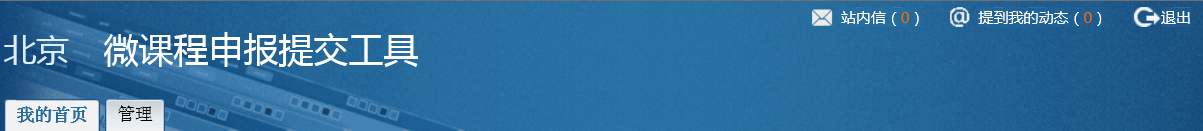 站内信（0） 提到我的动态（0） 退出
北京 微课程申报提交工具
我的首页 管理